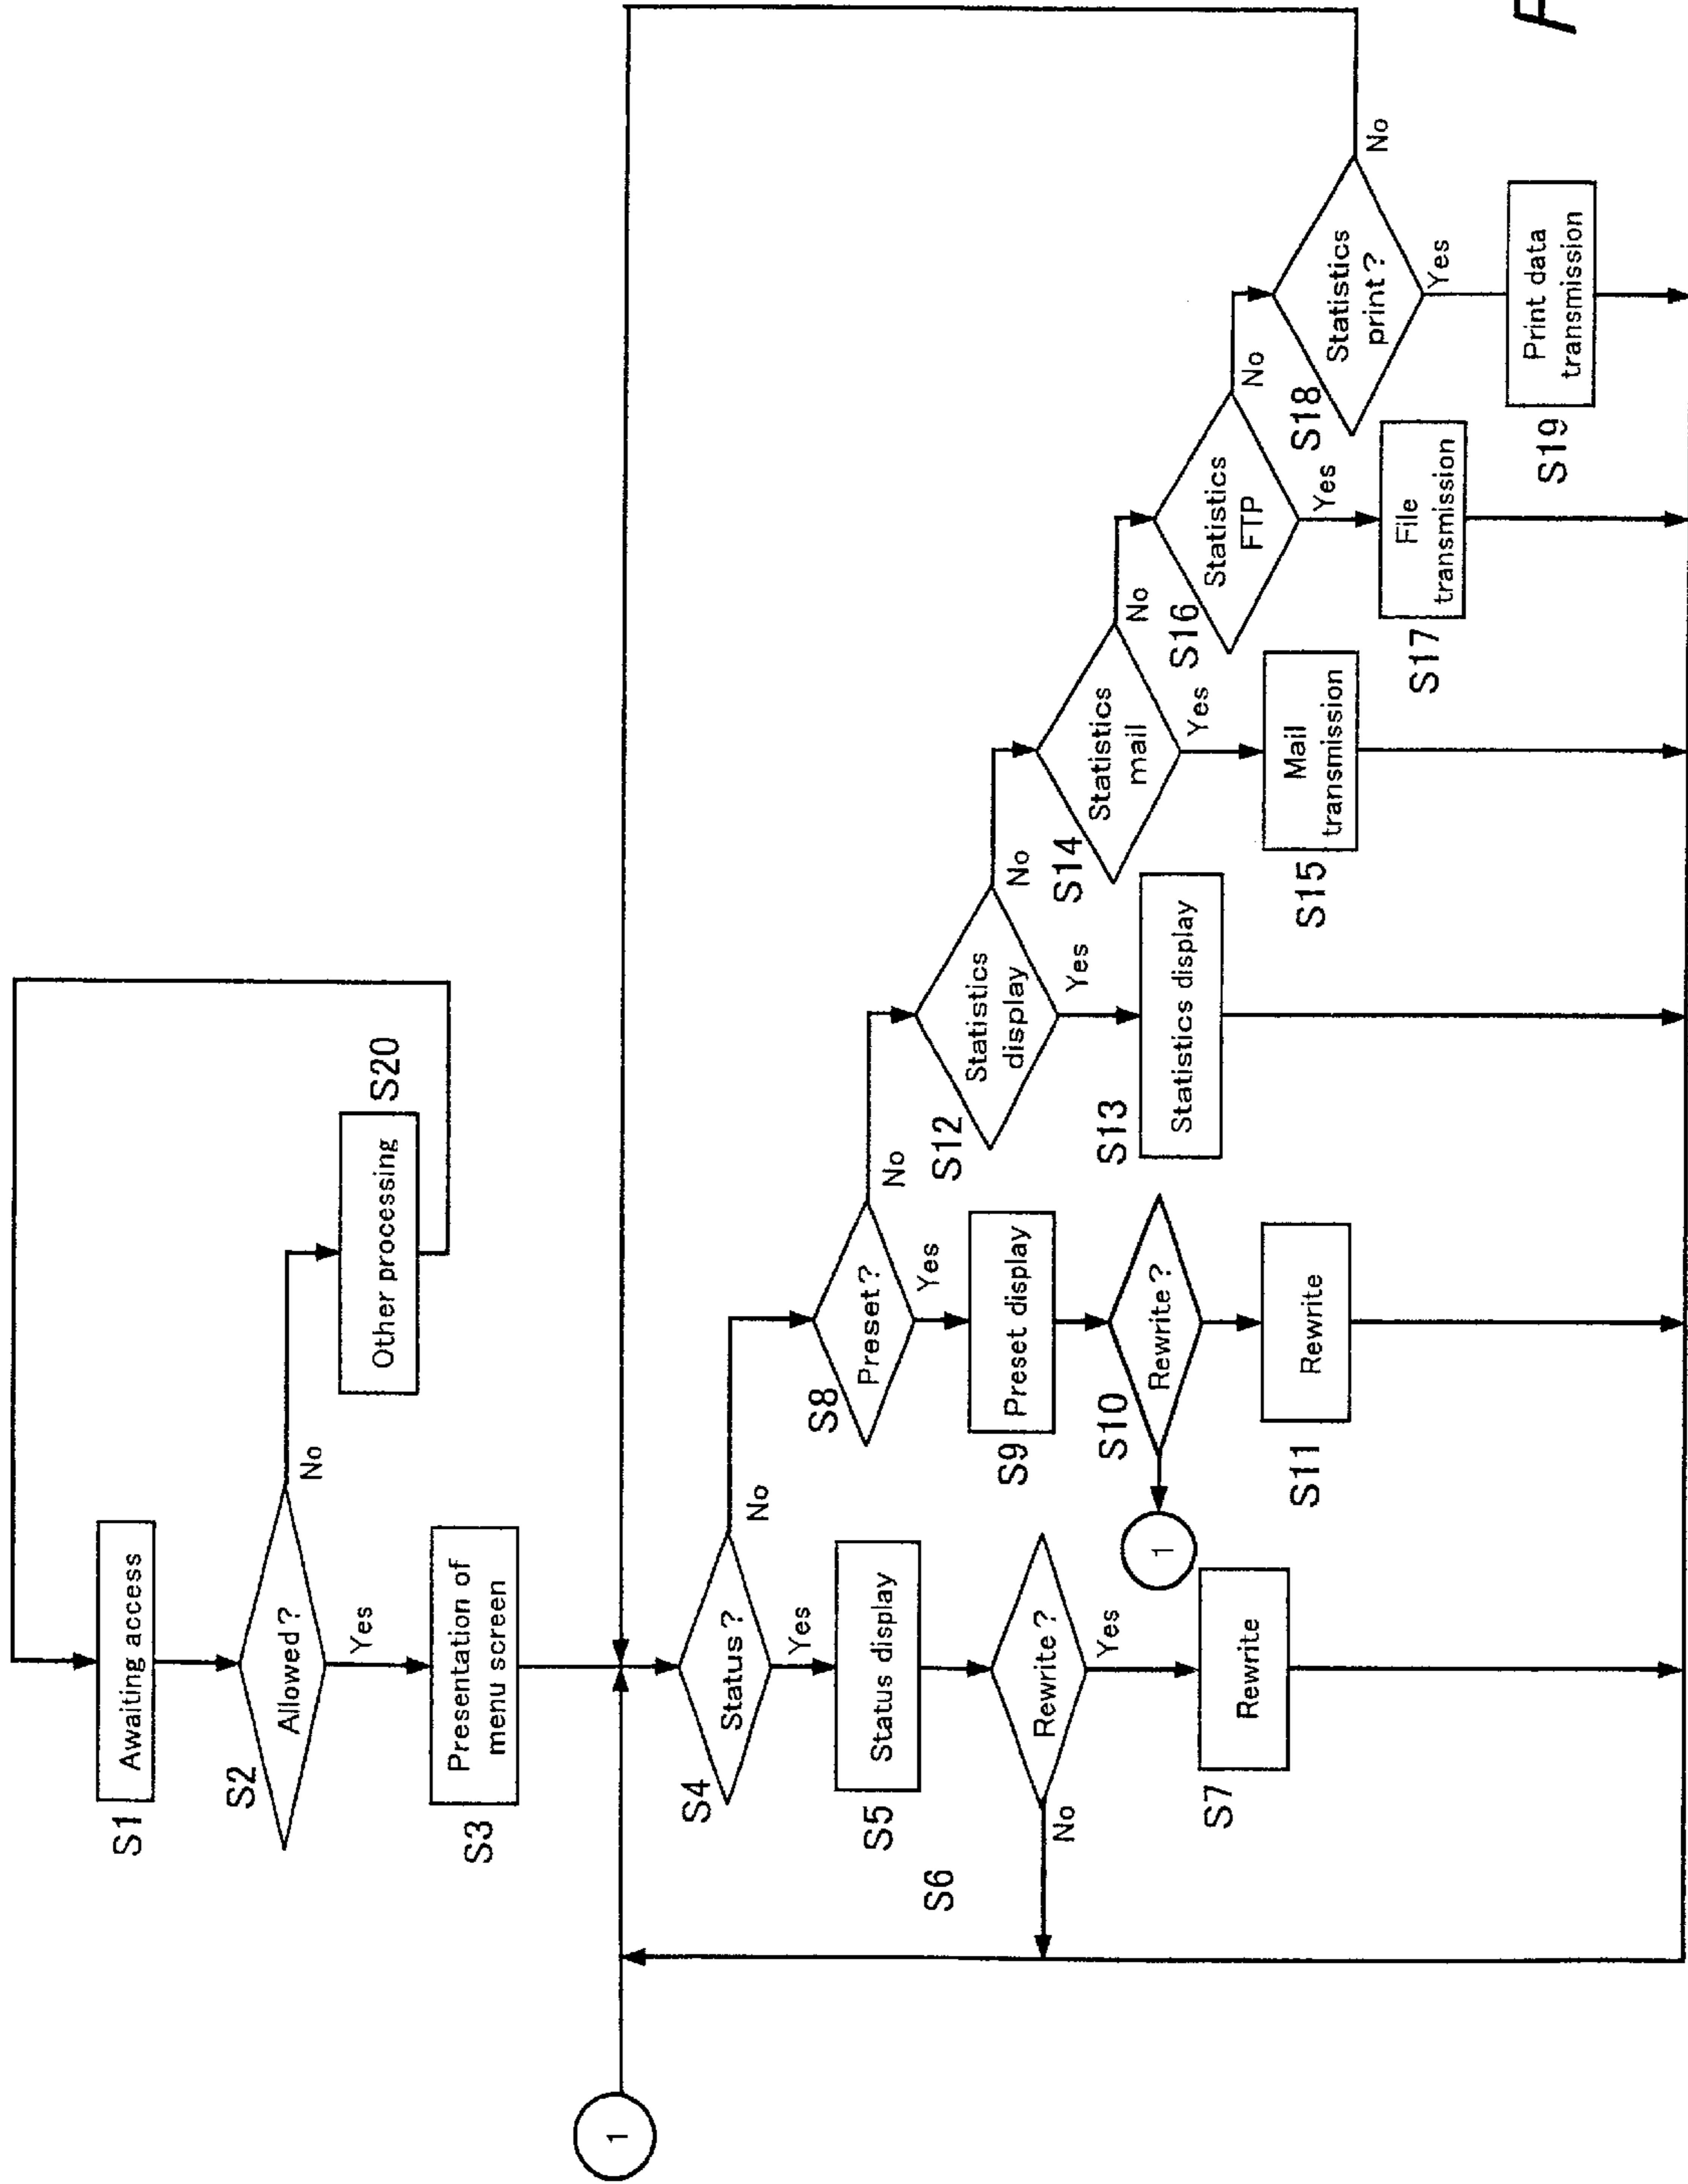 S1
Awaiting access
S2
Allowed?
No
Yes
S20
Other processing
S3
Presentation of
menu screen
1
S4
Status?
No
Yes
S5
Status display
S6
Rewrite?
No
Yes
S7
Rewrite
S8
Preset?
No
Yes
S9
Preset display
S10
Rewrite?
1
S11
Rewrite
S12
Statistics
display
No
Yes
S13
Statistics display
S14
Statistics
mail
No
Yes
S15
Mail
transmission
S16
Statistics
FTP
No
Yes
S17
File
transmission
S18
Statistics
print?
No
Yes
S19
Print data
transmission